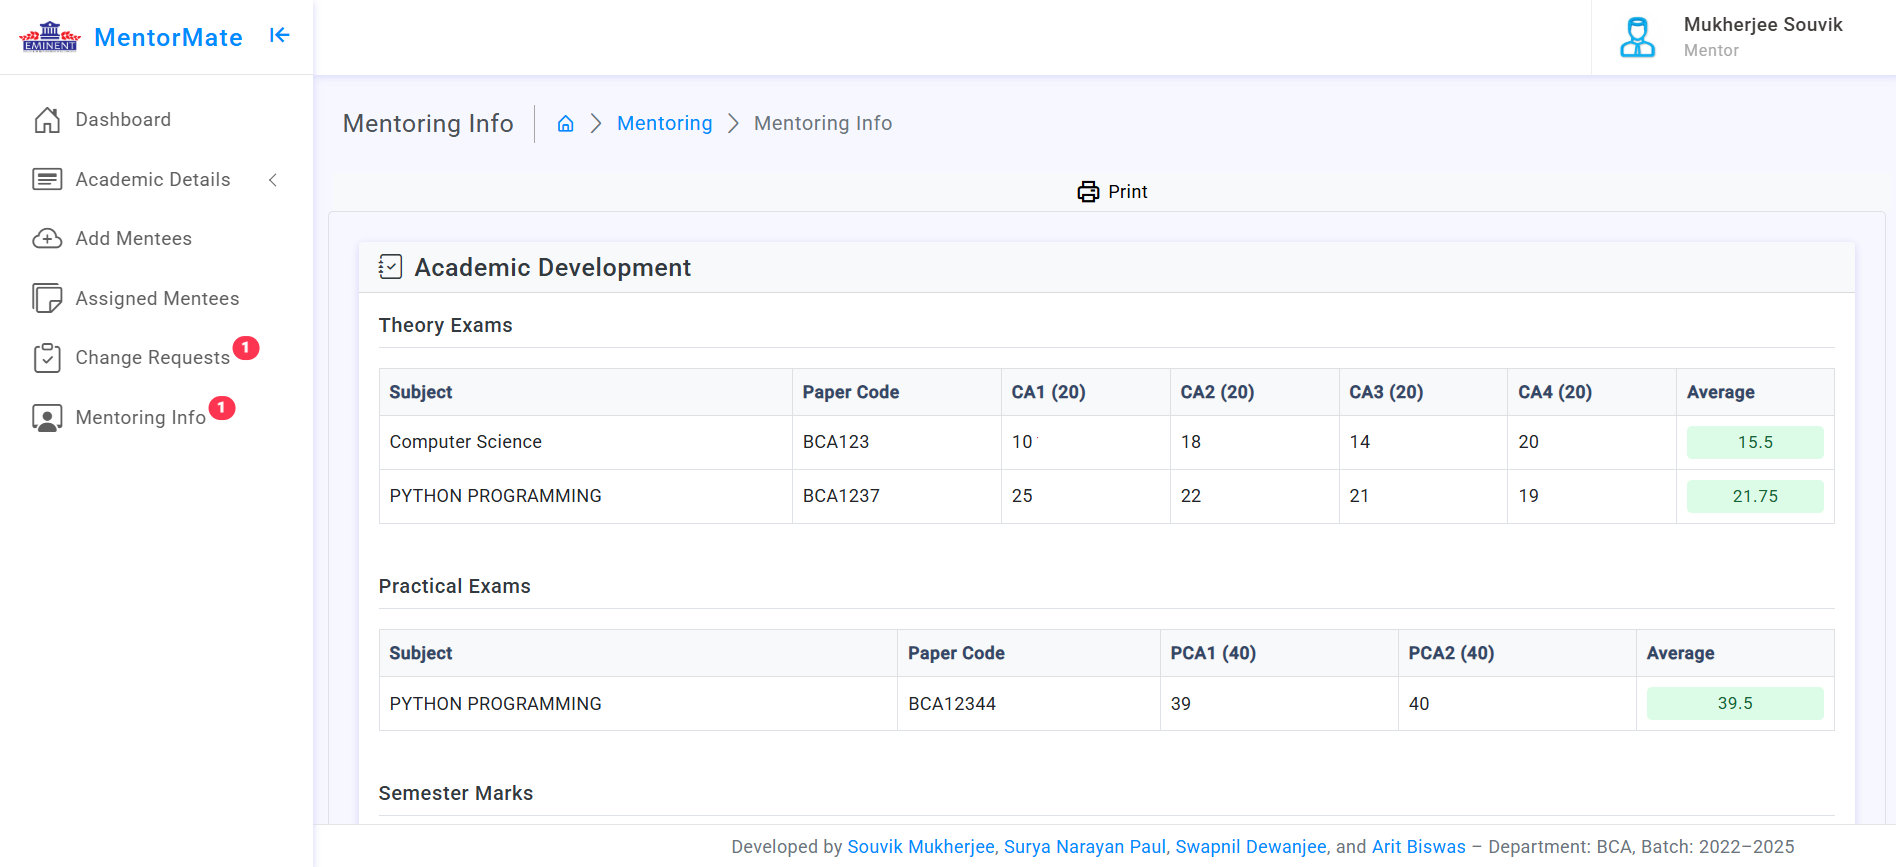 EMINENT
MentorMate
Mukherjee Souvik
Mentor
Dashboard
Academic Details
Add Mentees
Assigned Mentees
Change Requests 1
Mentoring Info 1
Mentoring Info
Mentoring
Mentoring Info
Print
Academic Development
Theory Exams
Subject Paper Code CA1 (20) CA2 (20) CA3 (20) CA4 (20) Average
Computer Science BCA123 10 18 14 20 15.5
PYTHON PROGRAMMING BCA1237 25 22 21 19 21.75
Practical Exams
Subject Paper Code PCA1 (40) PCA2 (40) Average
PYTHON PROGRAMMING BCA12344 39 40 39.5
Semester Marks
Developed by Souvik Mukherjee, Surya Narayan Paul, Swapnil Dewanjee, and Arit Biswas – Department: BCA, Batch: 2022–2025